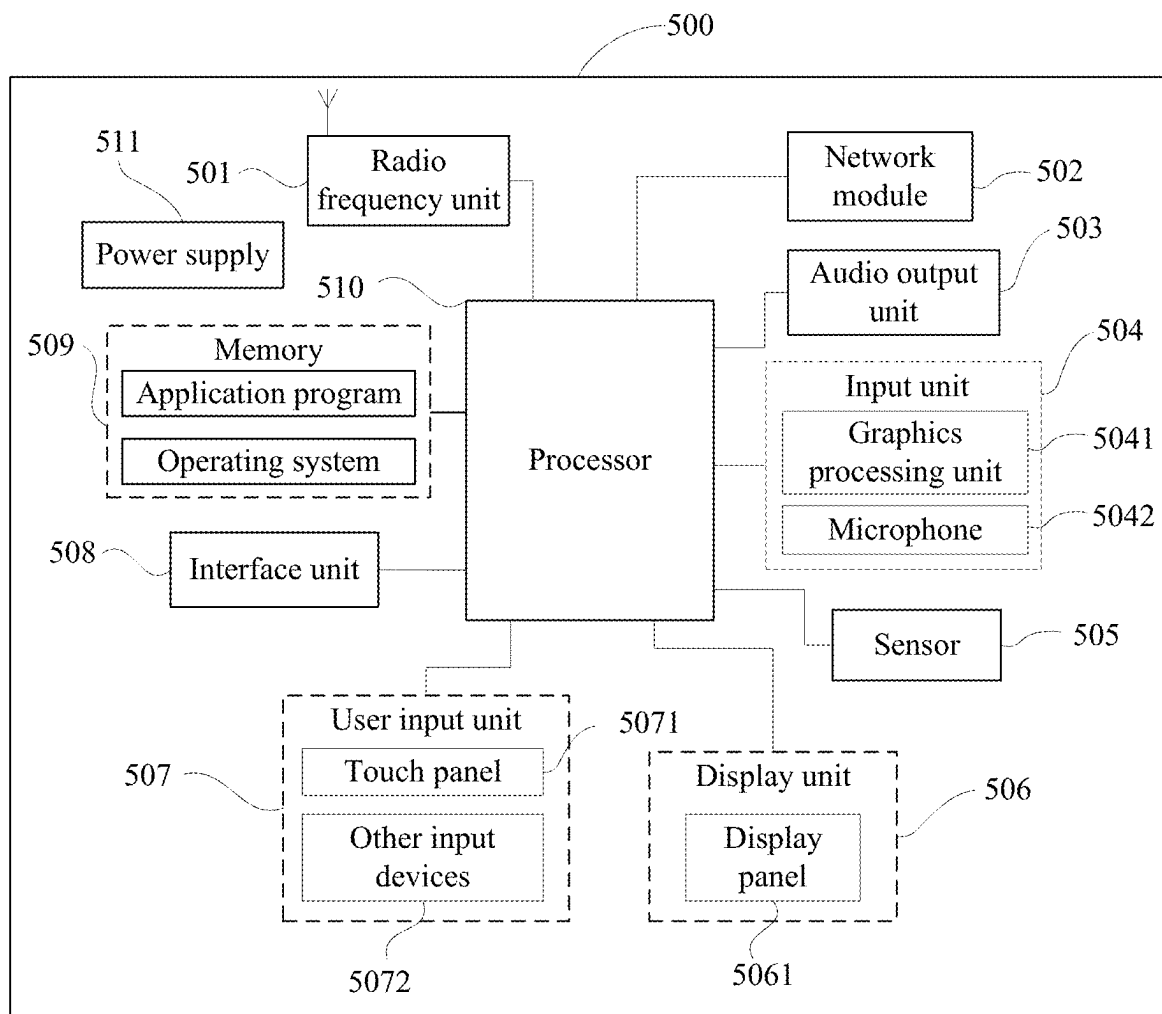 500
511
501
Radio
frequency unit
Network
module
502
Power supply
510
Audio output
unit
503
509
Memory
Application program
Operating system
Processor
504
Input unit
Graphics
processing unit
5041
Microphone
5042
508
Interface unit
Sensor
505
User input unit
5071
Touch panel
507
Other input
devices
5072
Display unit
506
Display
panel
5061